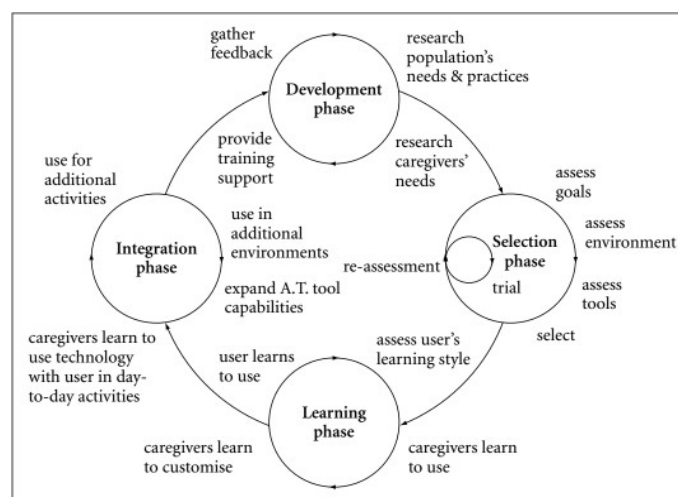 gather
feedback
research
population's
needs & practices
Development
phase
provide
training
support
research
caregivers'
needs
use for
additional
activities
assess
goals
use in
additional
environments
Integration
phase
expand A.T. tool
capabilities
Selection
phase
assess
environment
re-assessment
trial
assess
tools
select
caregivers learn to
use technology
with user in day-
to-day activities
user learns
to use
assess user's
learning style
Learning
phase
caregivers learn
to customise
caregivers learn
to use